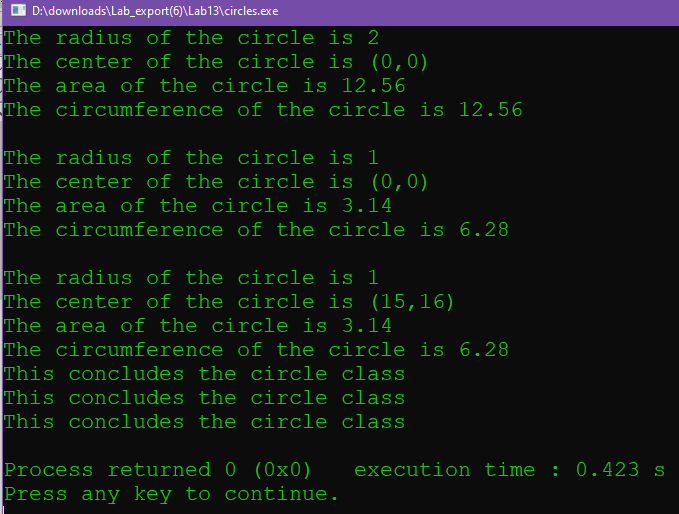 D:\downloads\Lab_export(6)\Lab13\circles.exe
The radius of the circle is 2
The center of the circle is (0,0)
The area of the circle is 12.56
The circumference of the circle is 12.56
The radius of the circle is 1
The center of the circle is (0,0)
The area of the circle is 3.14
The circumference of the circle is 6.28
The radius of the circle is 1
The center of the circle is (15,16)
The area of the circle is 3.14
The circumference of the circle is 6.28
This concludes the circle class
This concludes the circle class
This concludes the circle class
Process returned 0 (0x0)   execution time : 0.423 s
Press any key to continue.